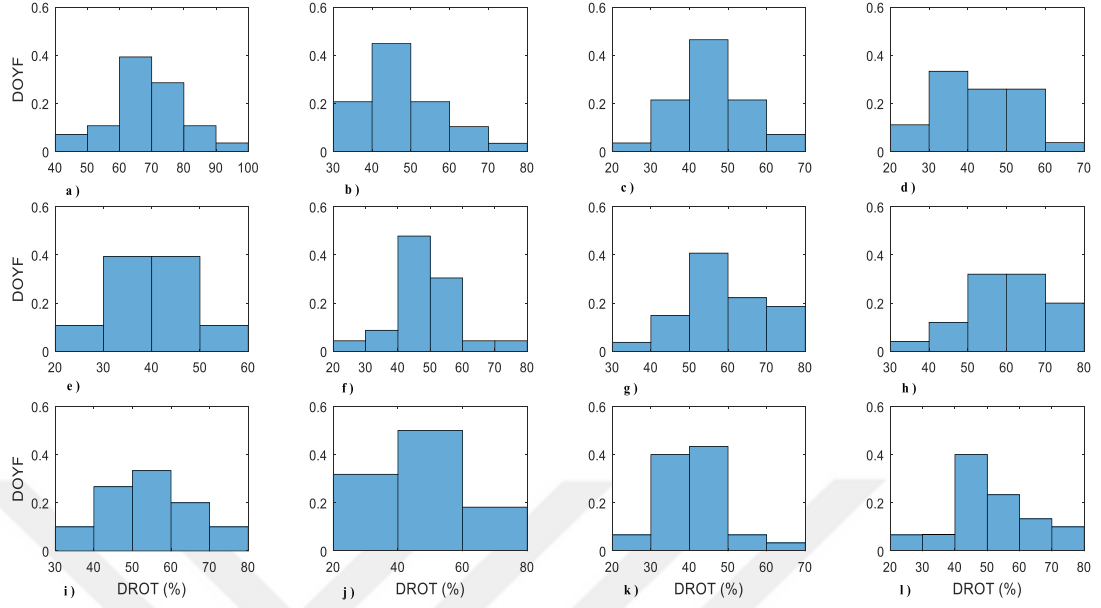 0.6 0.6 0.6 0.6
DOYF 0.4 0.4 0.4 0.4
0.2 0.2 0.2 0.2
0 0 0 0
40 50 60 70 80 90 100 30 40 50 60 70 80 20 30 40 50 60 70 20 30 40 50 60 70
a ) b ) c ) d )
0.6 0.6 0.6 0.6
DOYF 0.4 0.4 0.4 0.4
0.2 0.2 0.2 0.2
0 0 0 0
20 30 40 50 60 20 30 40 50 60 70 80 30 40 50 60 70 80 30 40 50 60 70 80
e ) f ) g ) h )
0.6 0.6 0.6 0.6
DOYF 0.4 0.4 0.4 0.4
0.2 0.2 0.2 0.2
0 0 0 0
30 40 50 60 70 80 20 40 60 80 20 30 40 50 60 70 20 30 40 50 60 70 80
i ) DROT (%) j ) DROT (%) k ) DROT (%) l ) DROT (%)